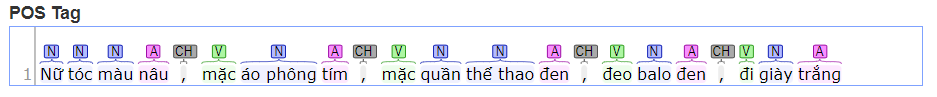 POS Tag
N N N A CH V N A CH V N N A CH V N A CH V N A
1 Nữ tóc màu nâu , mặc áo phông tím , mặc quần thể thao đen , đeo balo đen , đi giày trắng